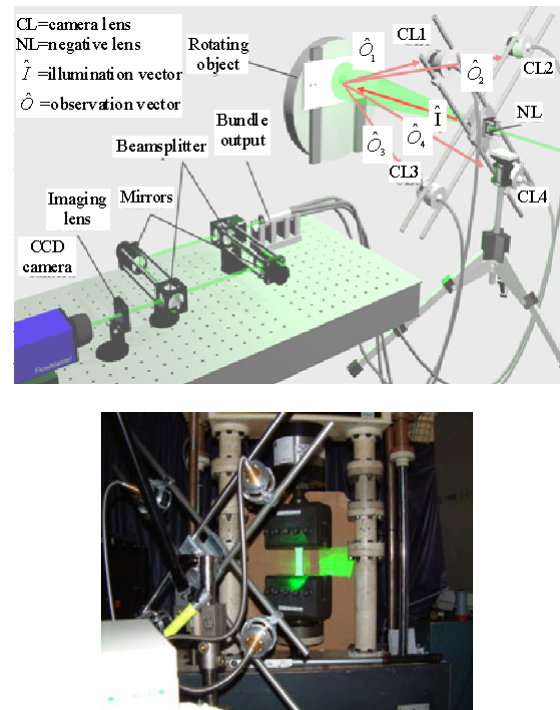 CL=camera lens
NL=negative lens
Î =illumination vector
Ô =observation vector
Rotating
object
Ô₁
CL1
Ô₂
CL2
Î
NL
Ô₃
Ô₄
CL3
CL4
Beamsplitter
Bundle
output
Imaging
lens
Mirrors
CCD
camera
FlowMaster